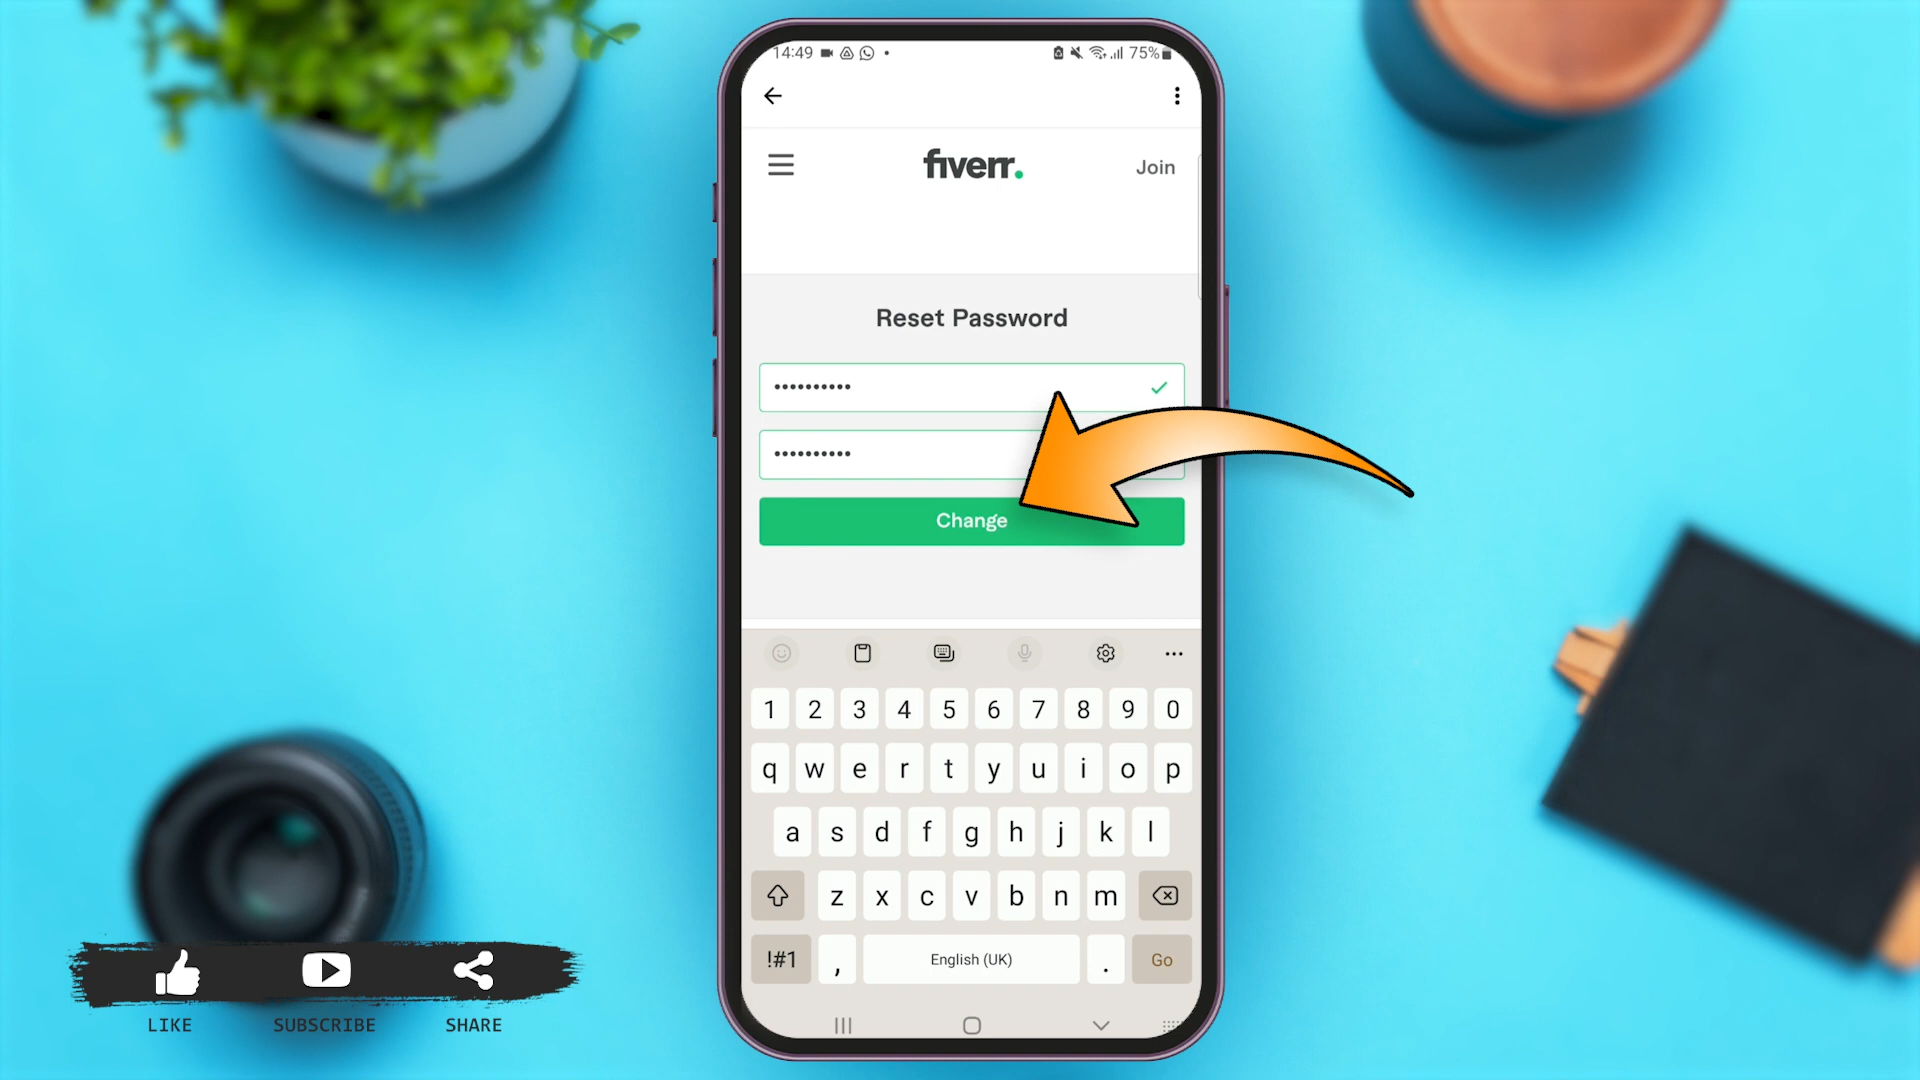 14:49
75%
fiverr.
Join
Reset Password
••••••••••
••••••••••
Change
1 2 3 4 5 6 7 8 9 0
q w e r t y u i o p
a s d f g h j k l
z x c v b n m
!#1 , English (UK) . Go
LIKE SUBSCRIBE SHARE